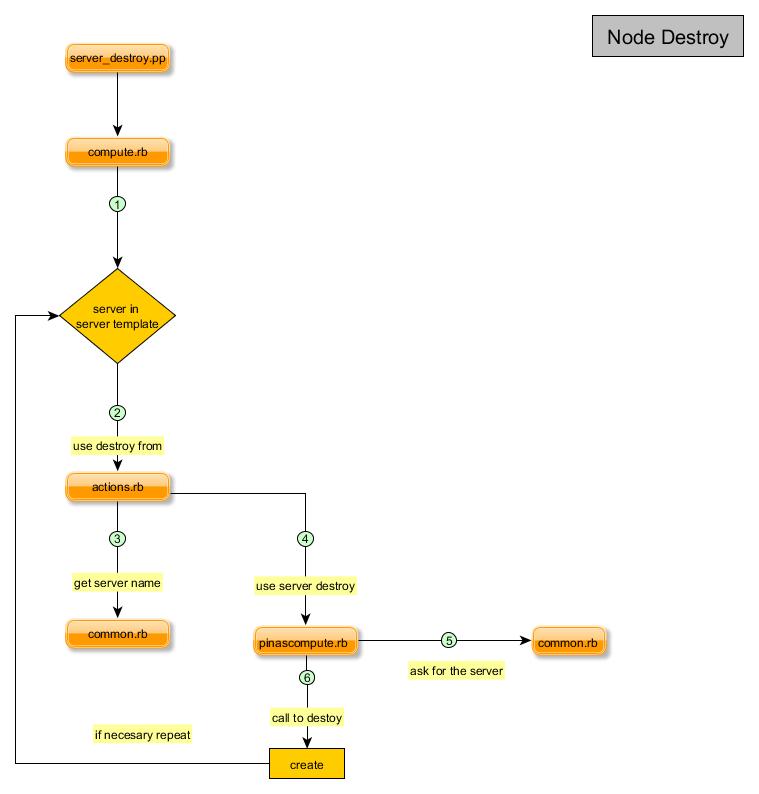 Node Destroy
server_destroy.pp
compute.rb
1
server in
server template
2
use destroy from
actions.rb
3
4
get server name
use server destroy
common.rb
pinascompute.rb
5
common.rb
ask for the server
6
call to destoy
if necesary repeat
create